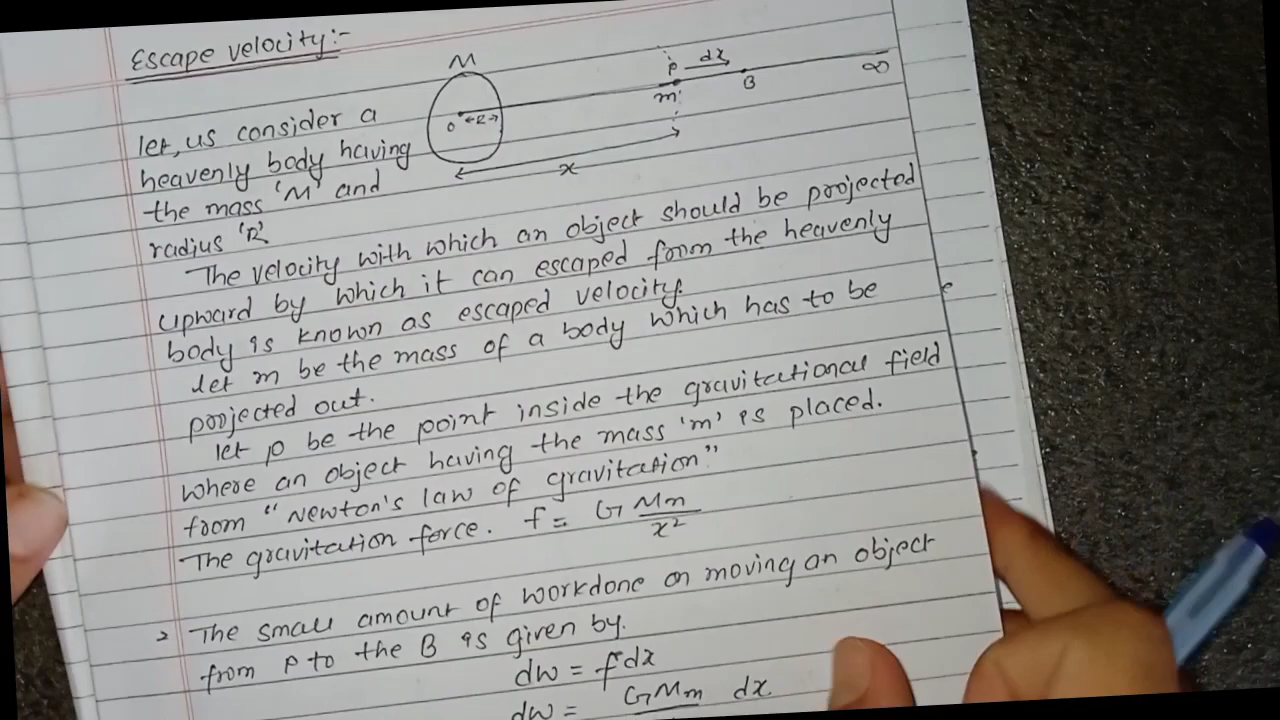 Escape velocity:-
M
P dx
m B ∞
O R
x
let, us consider a
heavenly body having
the mass 'M' and
radius 'R'
The velocity with which an object should be projected
upward by which it can escaped from the heavenly
body is known as escaped velocity.
let m be the mass of a body which has to be
projected out.
let p be the point inside the gravitational field
where an object having the mass 'm' is placed.
from "Newton's law of gravitation"
The gravitation force. f = GMm/x²
The small amount of workdone on moving an object
from P to the B is given by.
dw = f dx
dw = GMm dx